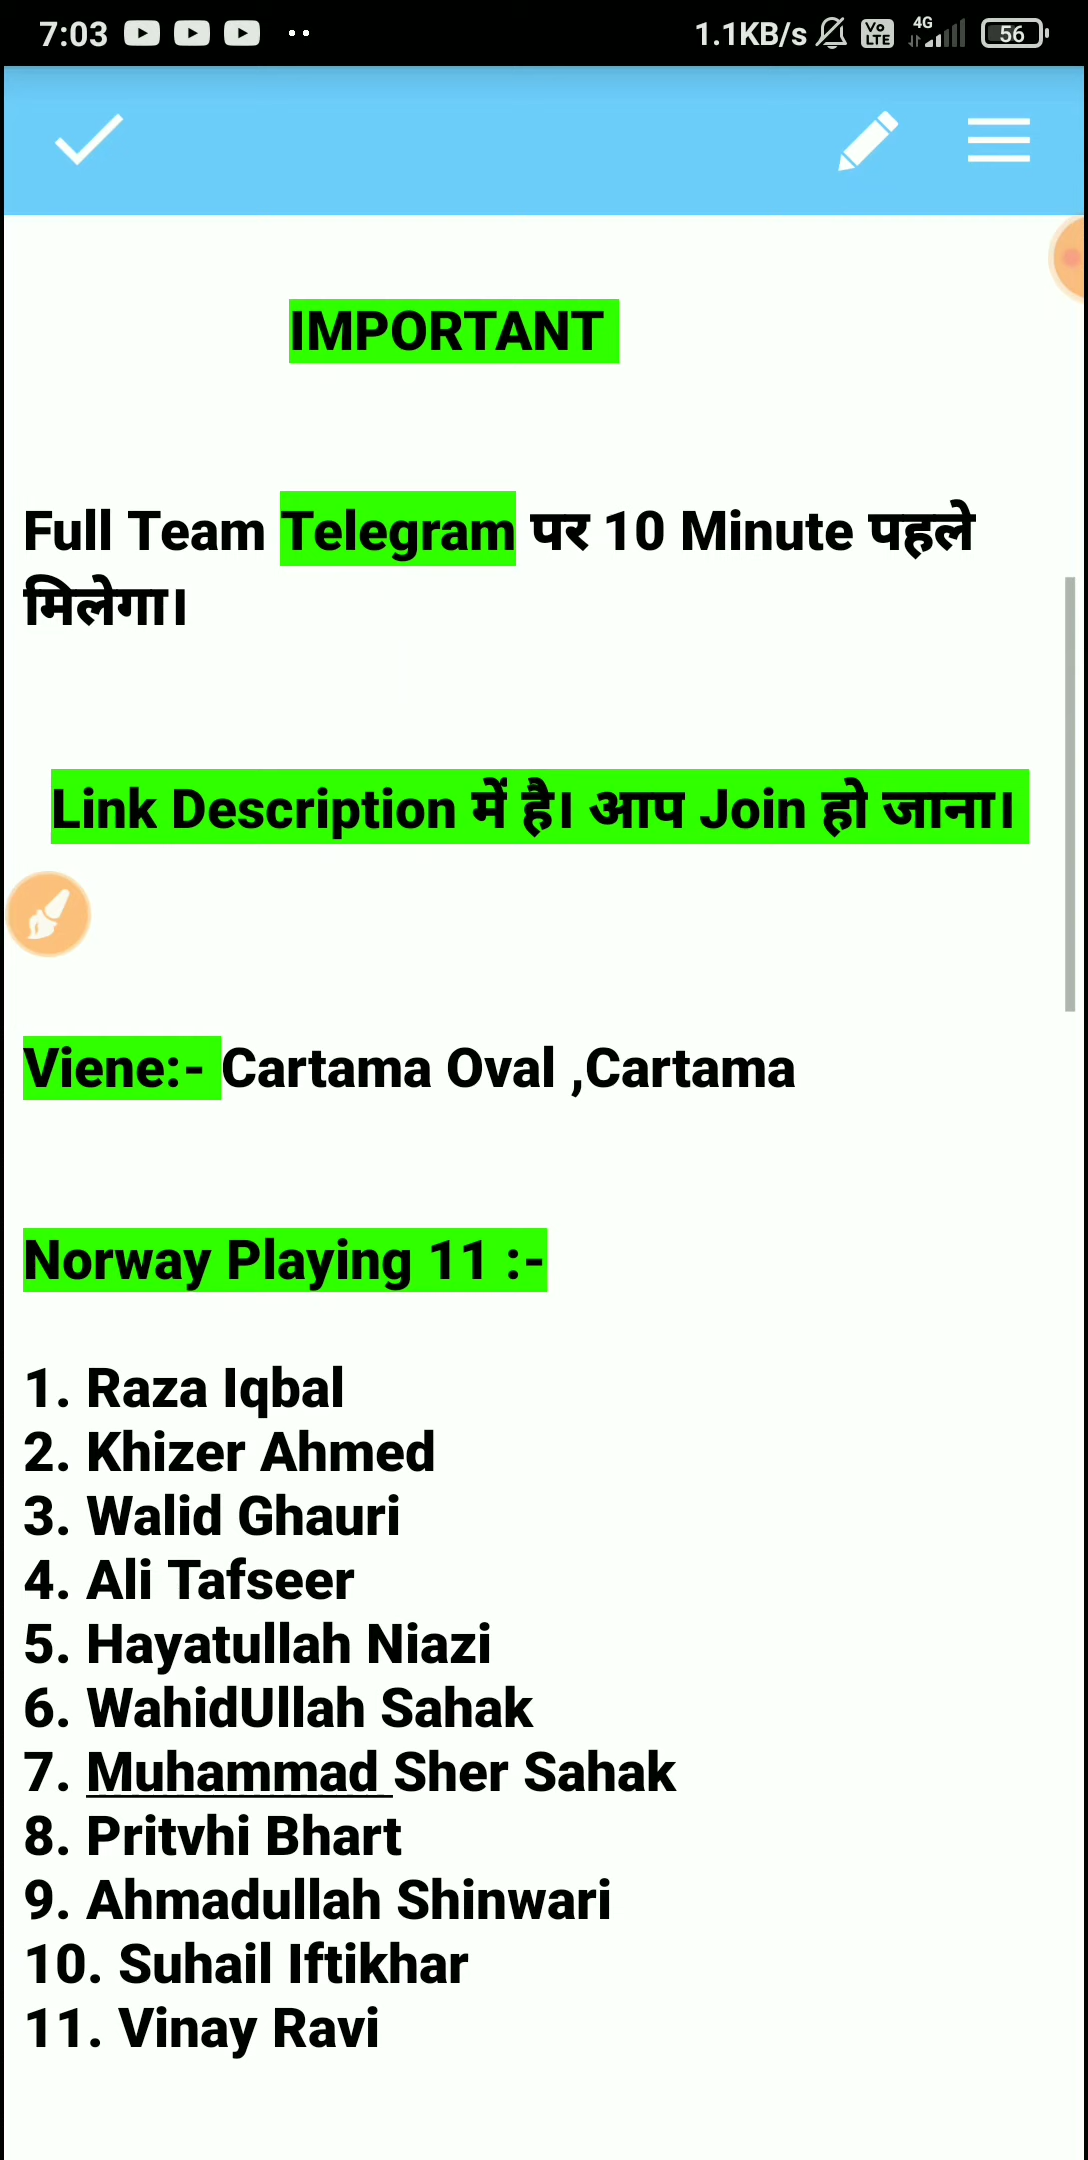 7:03 1.1KB/s Vo LTE 4G 56
IMPORTANT
Full Team Telegram पर 10 Minute पहले
मिलेगा।
Link Description में है। आप Join हो जाना।
Viene:- Cartama Oval ,Cartama
Norway Playing 11 :-
1. Raza Iqbal
2. Khizer Ahmed
3. Walid Ghauri
4. Ali Tafseer
5. Hayatullah Niazi
6. WahidUllah Sahak
7. Muhammad Sher Sahak
8. Pritvhi Bhart
9. Ahmadullah Shinwari
10. Suhail Iftikhar
11. Vinay Ravi